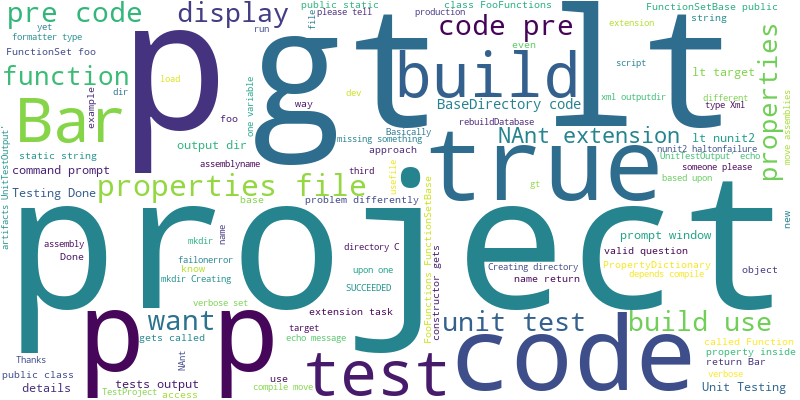 public static
class FooFunctions
FunctionSetBase public
pre code
display
file
please tell
production
extension
string
yet
formatter type
code pre
even
run
FunctionSet foo
p
gt
lt
script
lt target
function
load
one variable
dir
build
BaseDirectory code
xml outputdir
different
example
dev
type Xml
Bar
way
foo
rebuildDatabase
properties
move assemblies
Basically
NAnt extension
lt nunit2
output dir
missing something
static string
approach
true
nunit2 haltonfailure
UnitTestOutput' echo
command prompt
assemblyname
third
someone please
usefile
gt
based upon
properties file
Testing Done
base
problem differently
artifacts UnitTestOutput'
project
FooFunctions FunctionSetBase
constructor gets
new
name
mkdir
assembly
Done
directory C
prompt window
valid question
failonerror
know
upon one
Creating directory
PropertyDictionary
object
mkdir Creating
name return
depends compile
SUCCEEDED
verbose set
p p
want
extension task
unit test
build use
target
gets called
echo message
code
called Function
property inside
Thanks
NAnt
test
return Bar
public class
use
verbose
details
tests output
compile move
Unit Testing
TestProject
access